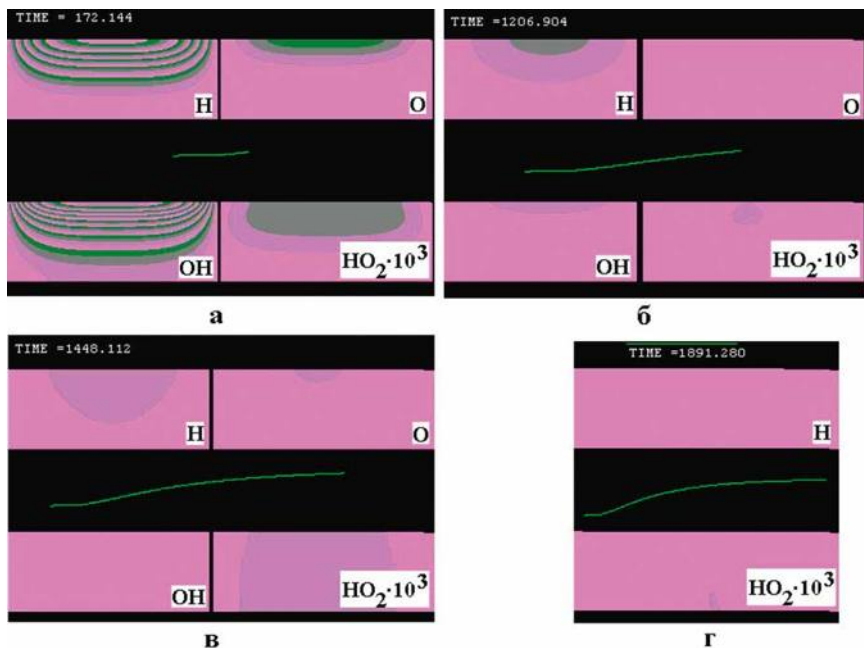 TIME = 172.144
H
O
OH
HO₂·10³
а
TIME =1206.904
H
O
OH
HO₂·10³
б
TIME =1448.112
H
O
OH
HO₂·10³
в
TIME =1891.280
H
HO₂·10³
г